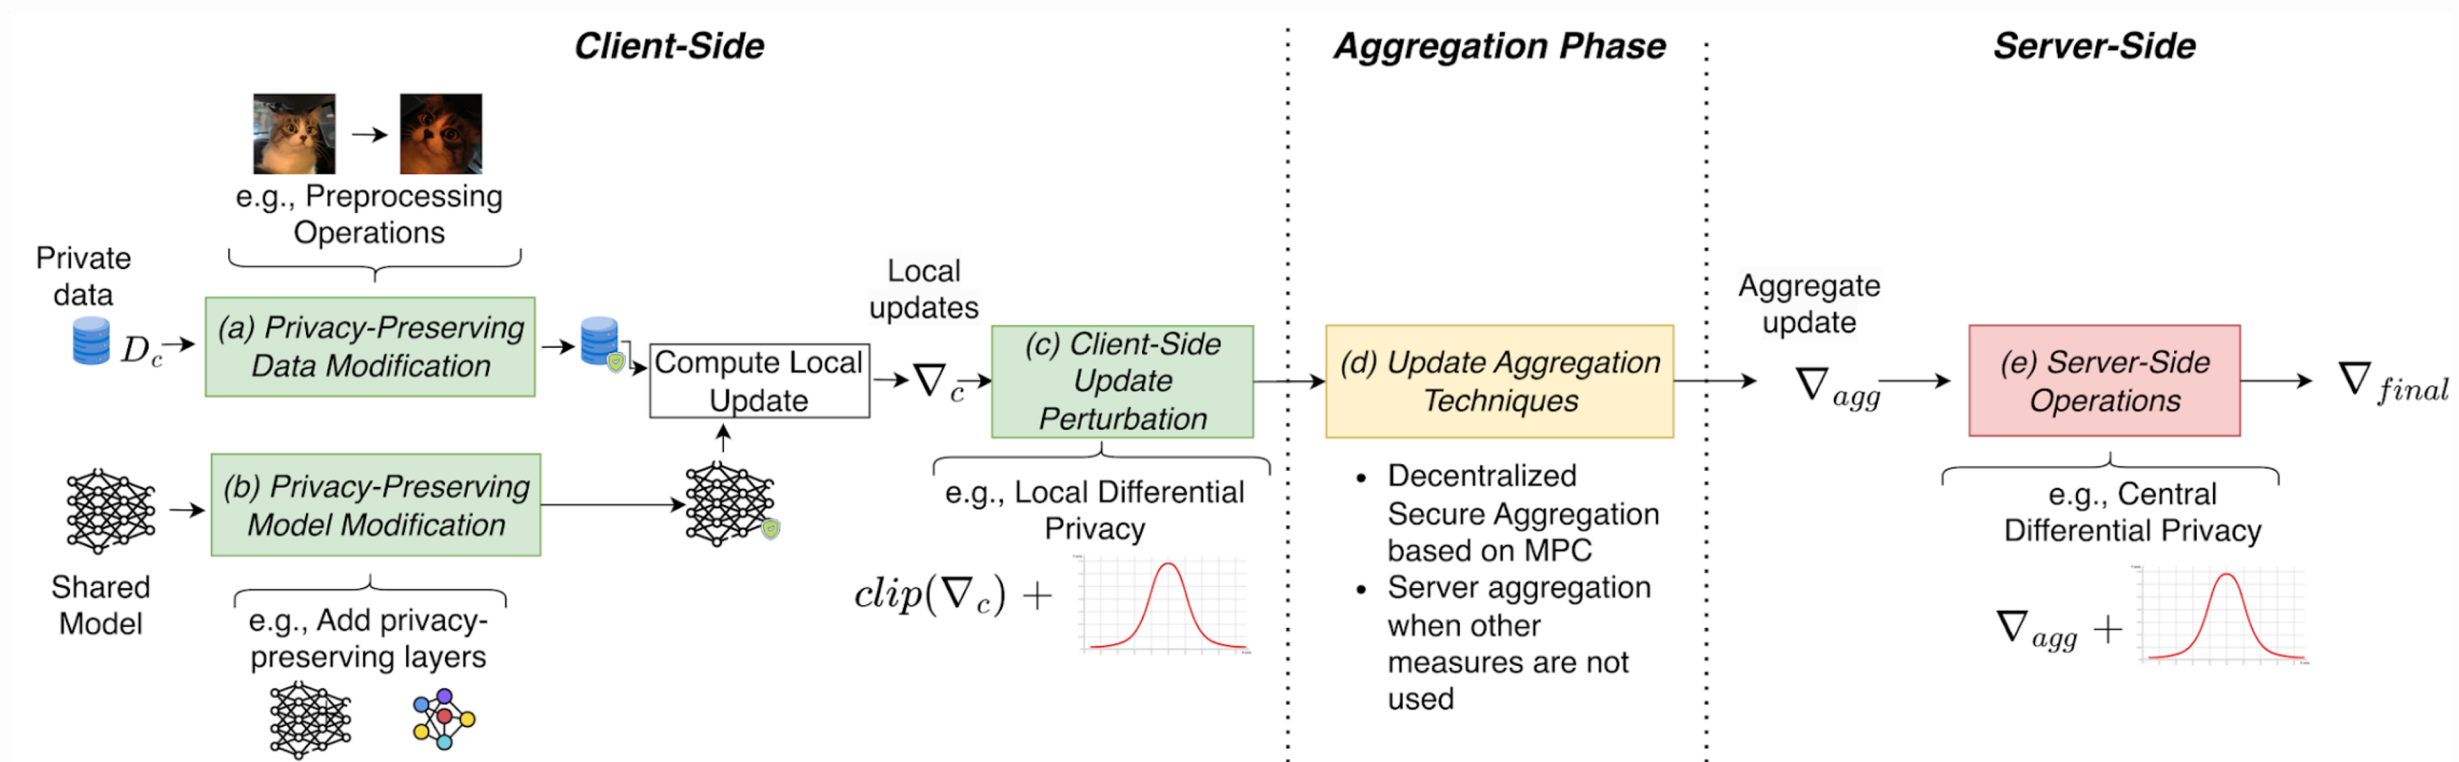 Client-Side
Aggregation Phase
Server-Side
e.g., Preprocessing
Operations
Private
data
D_c
(a) Privacy-Preserving
Data Modification
Shared
Model
(b) Privacy-Preserving
Model Modification
e.g., Add privacy-
preserving layers
Compute Local
Update
Local
updates
∇_c
(c) Client-Side
Update
Perturbation
e.g., Local Differential
Privacy
clip(∇_c) +
(d) Update Aggregation
Techniques
• Decentralized
Secure Aggregation
based on MPC
• Server aggregation
when other
measures are not
used
Aggregate
update
∇_agg
(e) Server-Side
Operations
∇_final
e.g., Central
Differential Privacy
∇_agg +